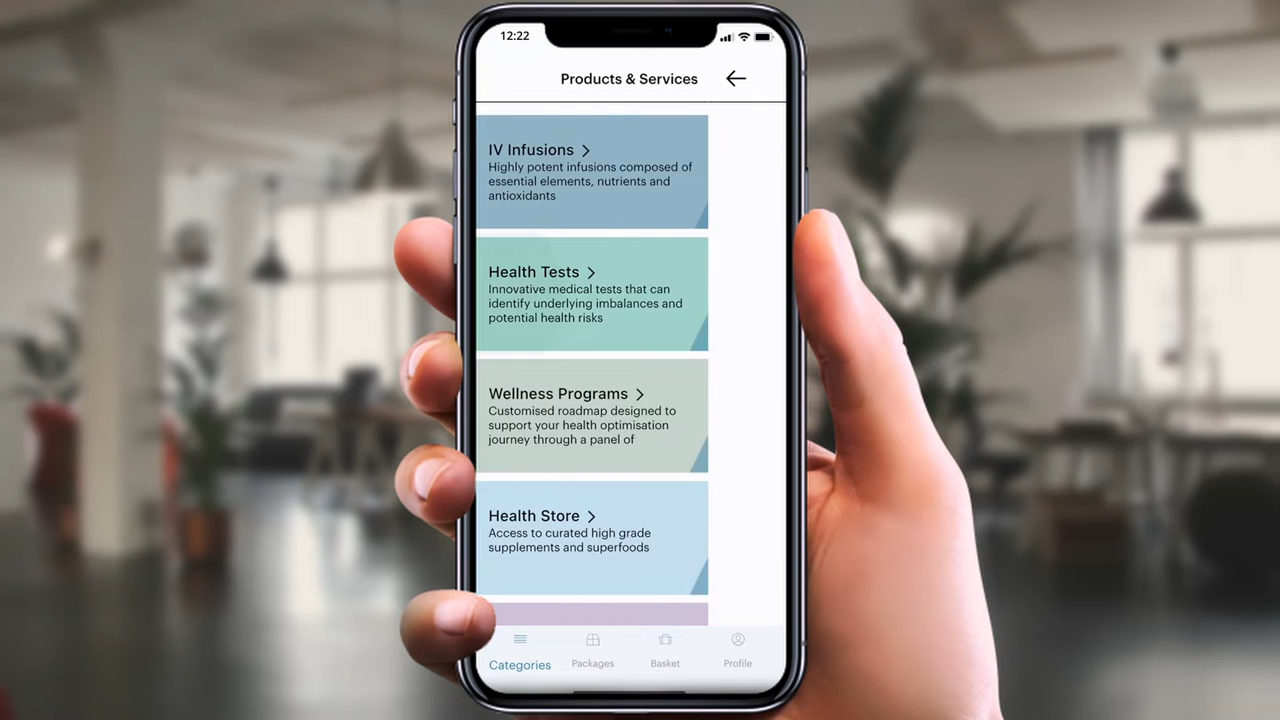 12:22
Products & Services
IV Infusions
Highly potent infusions composed of
essential elements, nutrients and
antioxidants
Health Tests
Innovative medical tests that can
identify underlying imbalances and
potential health risks
Wellness Programs
Customised roadmap designed to
support your health optimisation
journey through a panel of
Health Store
Access to curated high grade
supplements and superfoods
Categories
Packages
Basket
Profile